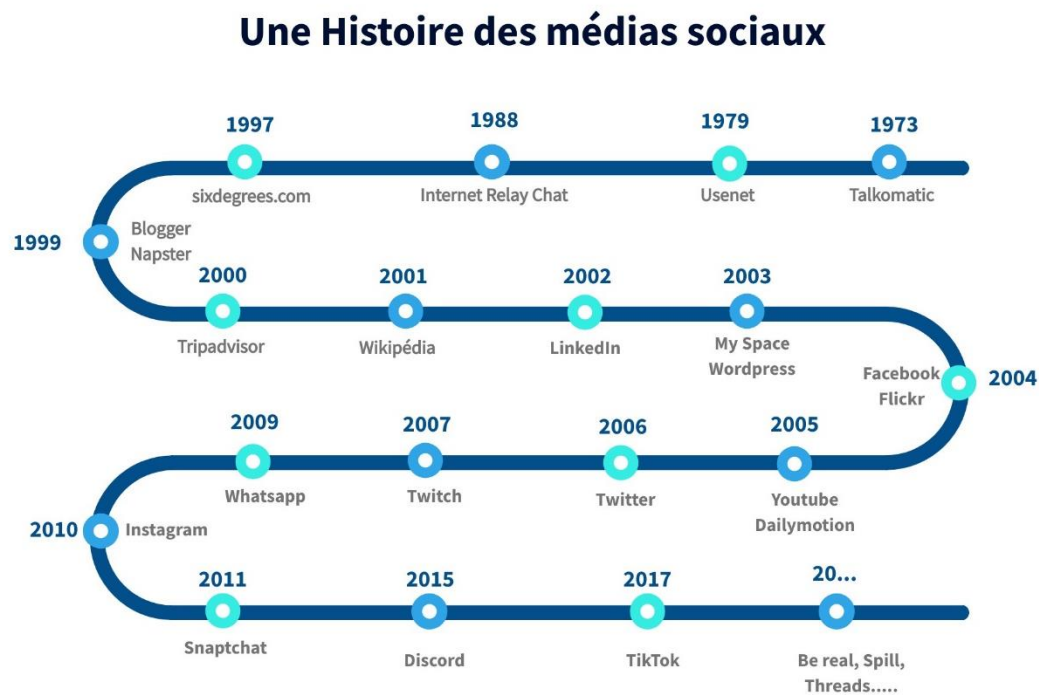 Une Histoire des médias sociaux
1997
1988
1979
1973
sixdegrees.com
Internet Relay Chat
Usenet
Talkomatic
1999
Blogger
Napster
2000
2001
2002
2003
Tripadvisor
Wikipédia
LinkedIn
My Space
Wordpress
Facebook
Flickr
2004
2009
2007
2006
2005
Whatsapp
Twitch
Twitter
Youtube
Dailymotion
2010
Instagram
2011
2015
2017
20...
Snaptchat
Discord
TikTok
Be real, Spill,
Threads.....